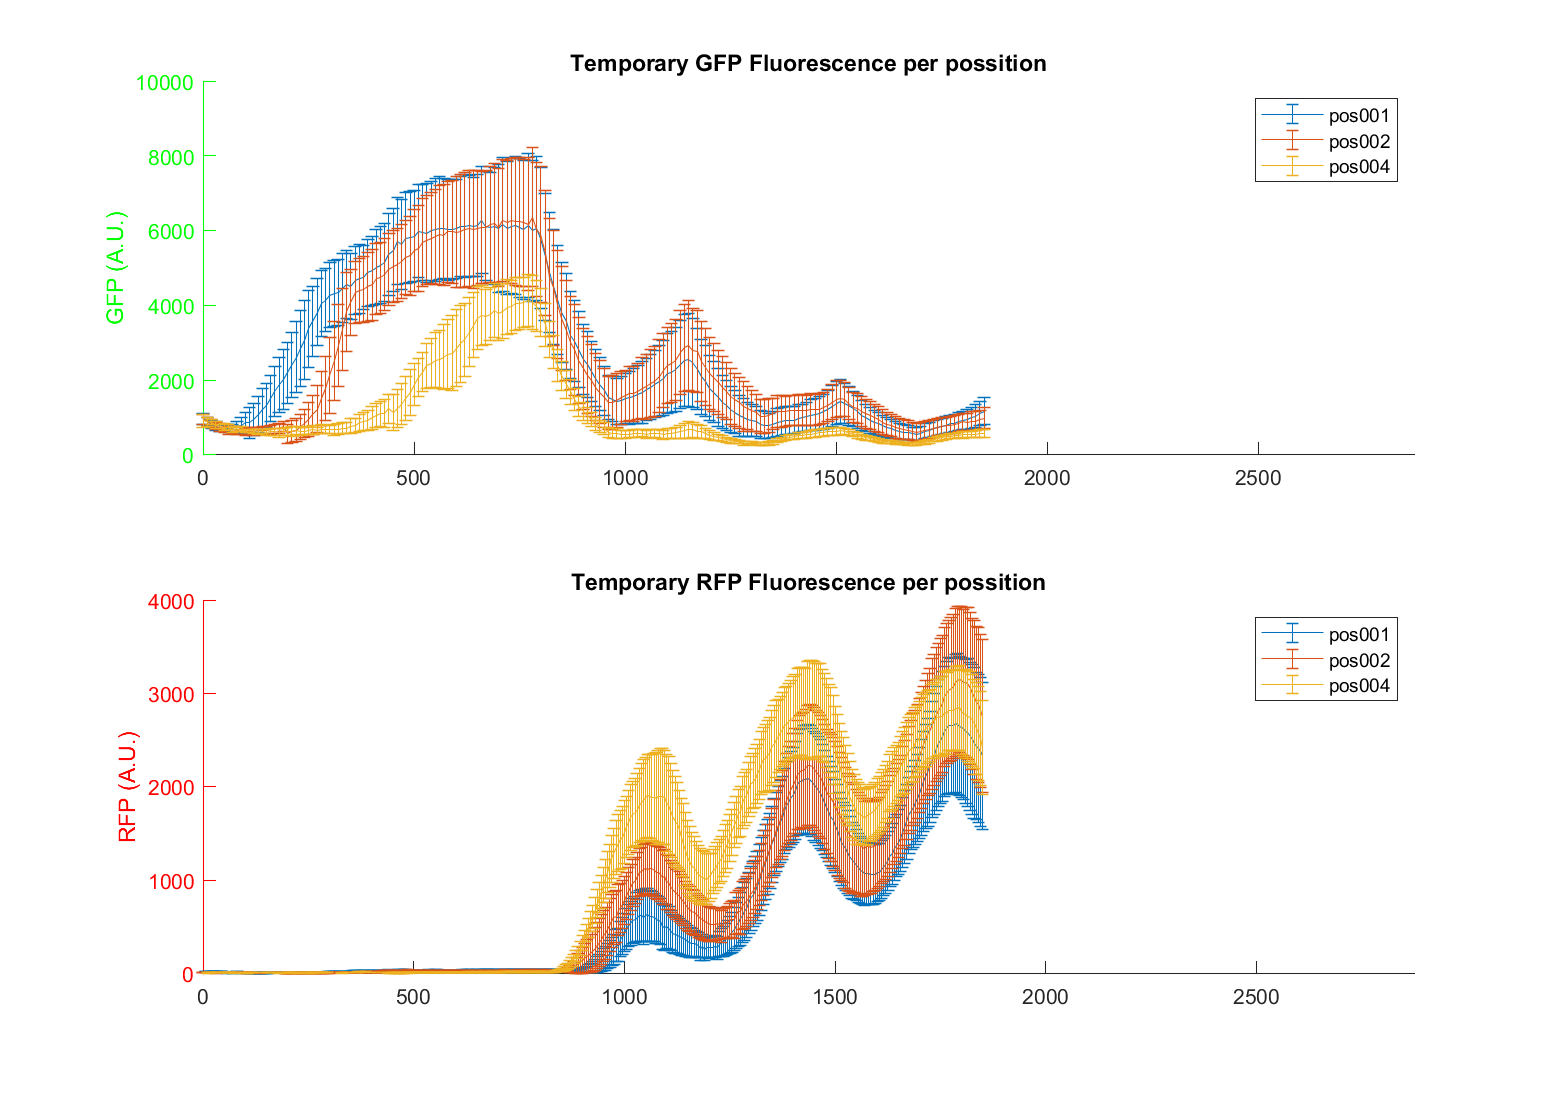 Temporary GFP Fluorescence per possition
10000
8000
6000
4000
2000
0
GFP (A.U.)
0 500 1000 1500 2000 2500
pos001
pos002
pos004
Temporary RFP Fluorescence per possition
4000
3000
2000
1000
0
RFP (A.U.)
0 500 1000 1500 2000 2500
pos001
pos002
pos004